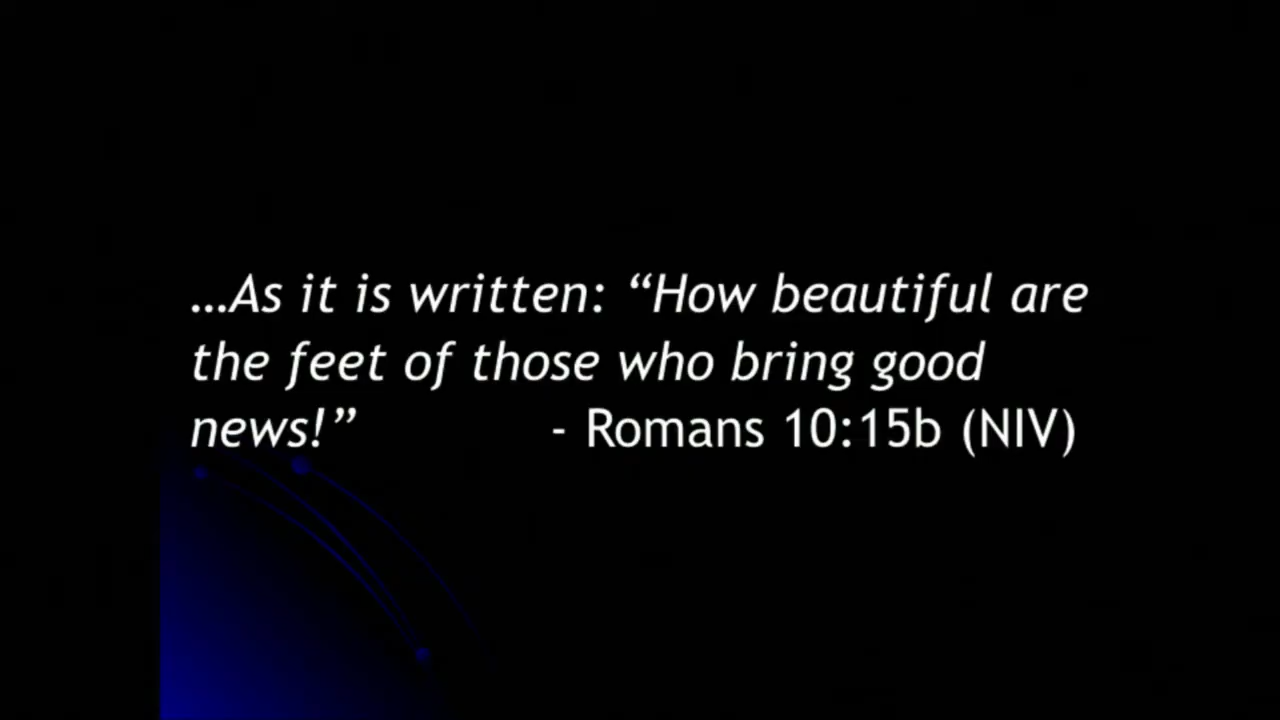 …As it is written: “How beautiful are
the feet of those who bring good
news!” - Romans 10:15b (NIV)